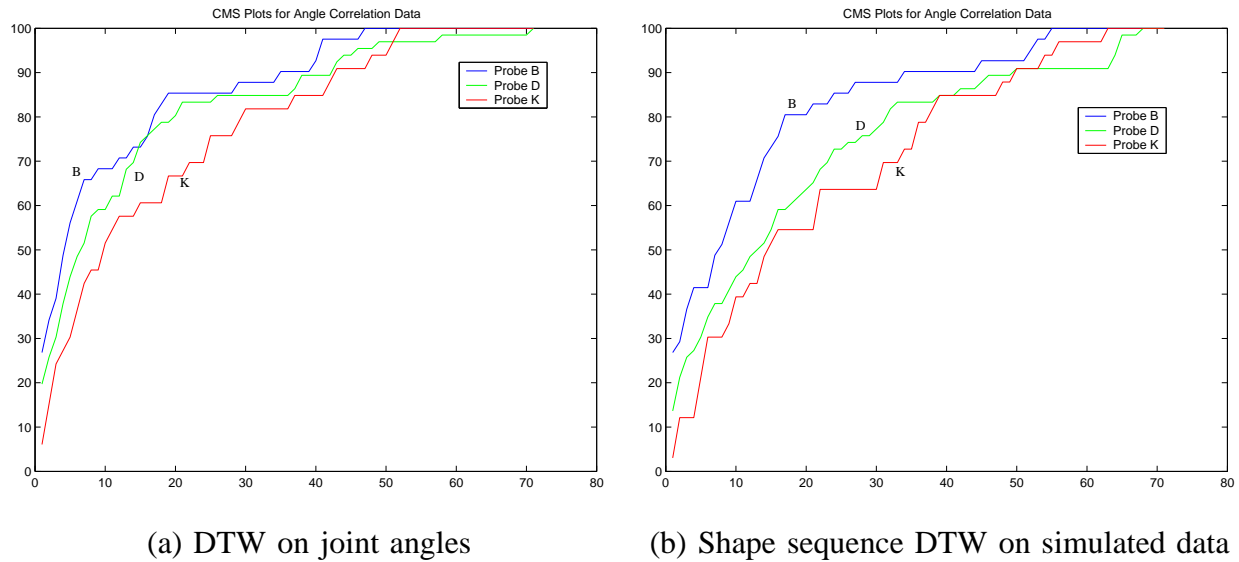 CMS Plots for Angle Correlation Data
100
90
80
70
60
50
40
30
20
10
0
0 10 20 30 40 50 60 70 80
B
D
K
Probe B
Probe D
Probe K
(a) DTW on joint angles
CMS Plots for Angle Correlation Data
100
90
80
70
60
50
40
30
20
10
0
0 10 20 30 40 50 60 70 80
B
D
K
Probe B
Probe D
Probe K
(b) Shape sequence DTW on simulated data